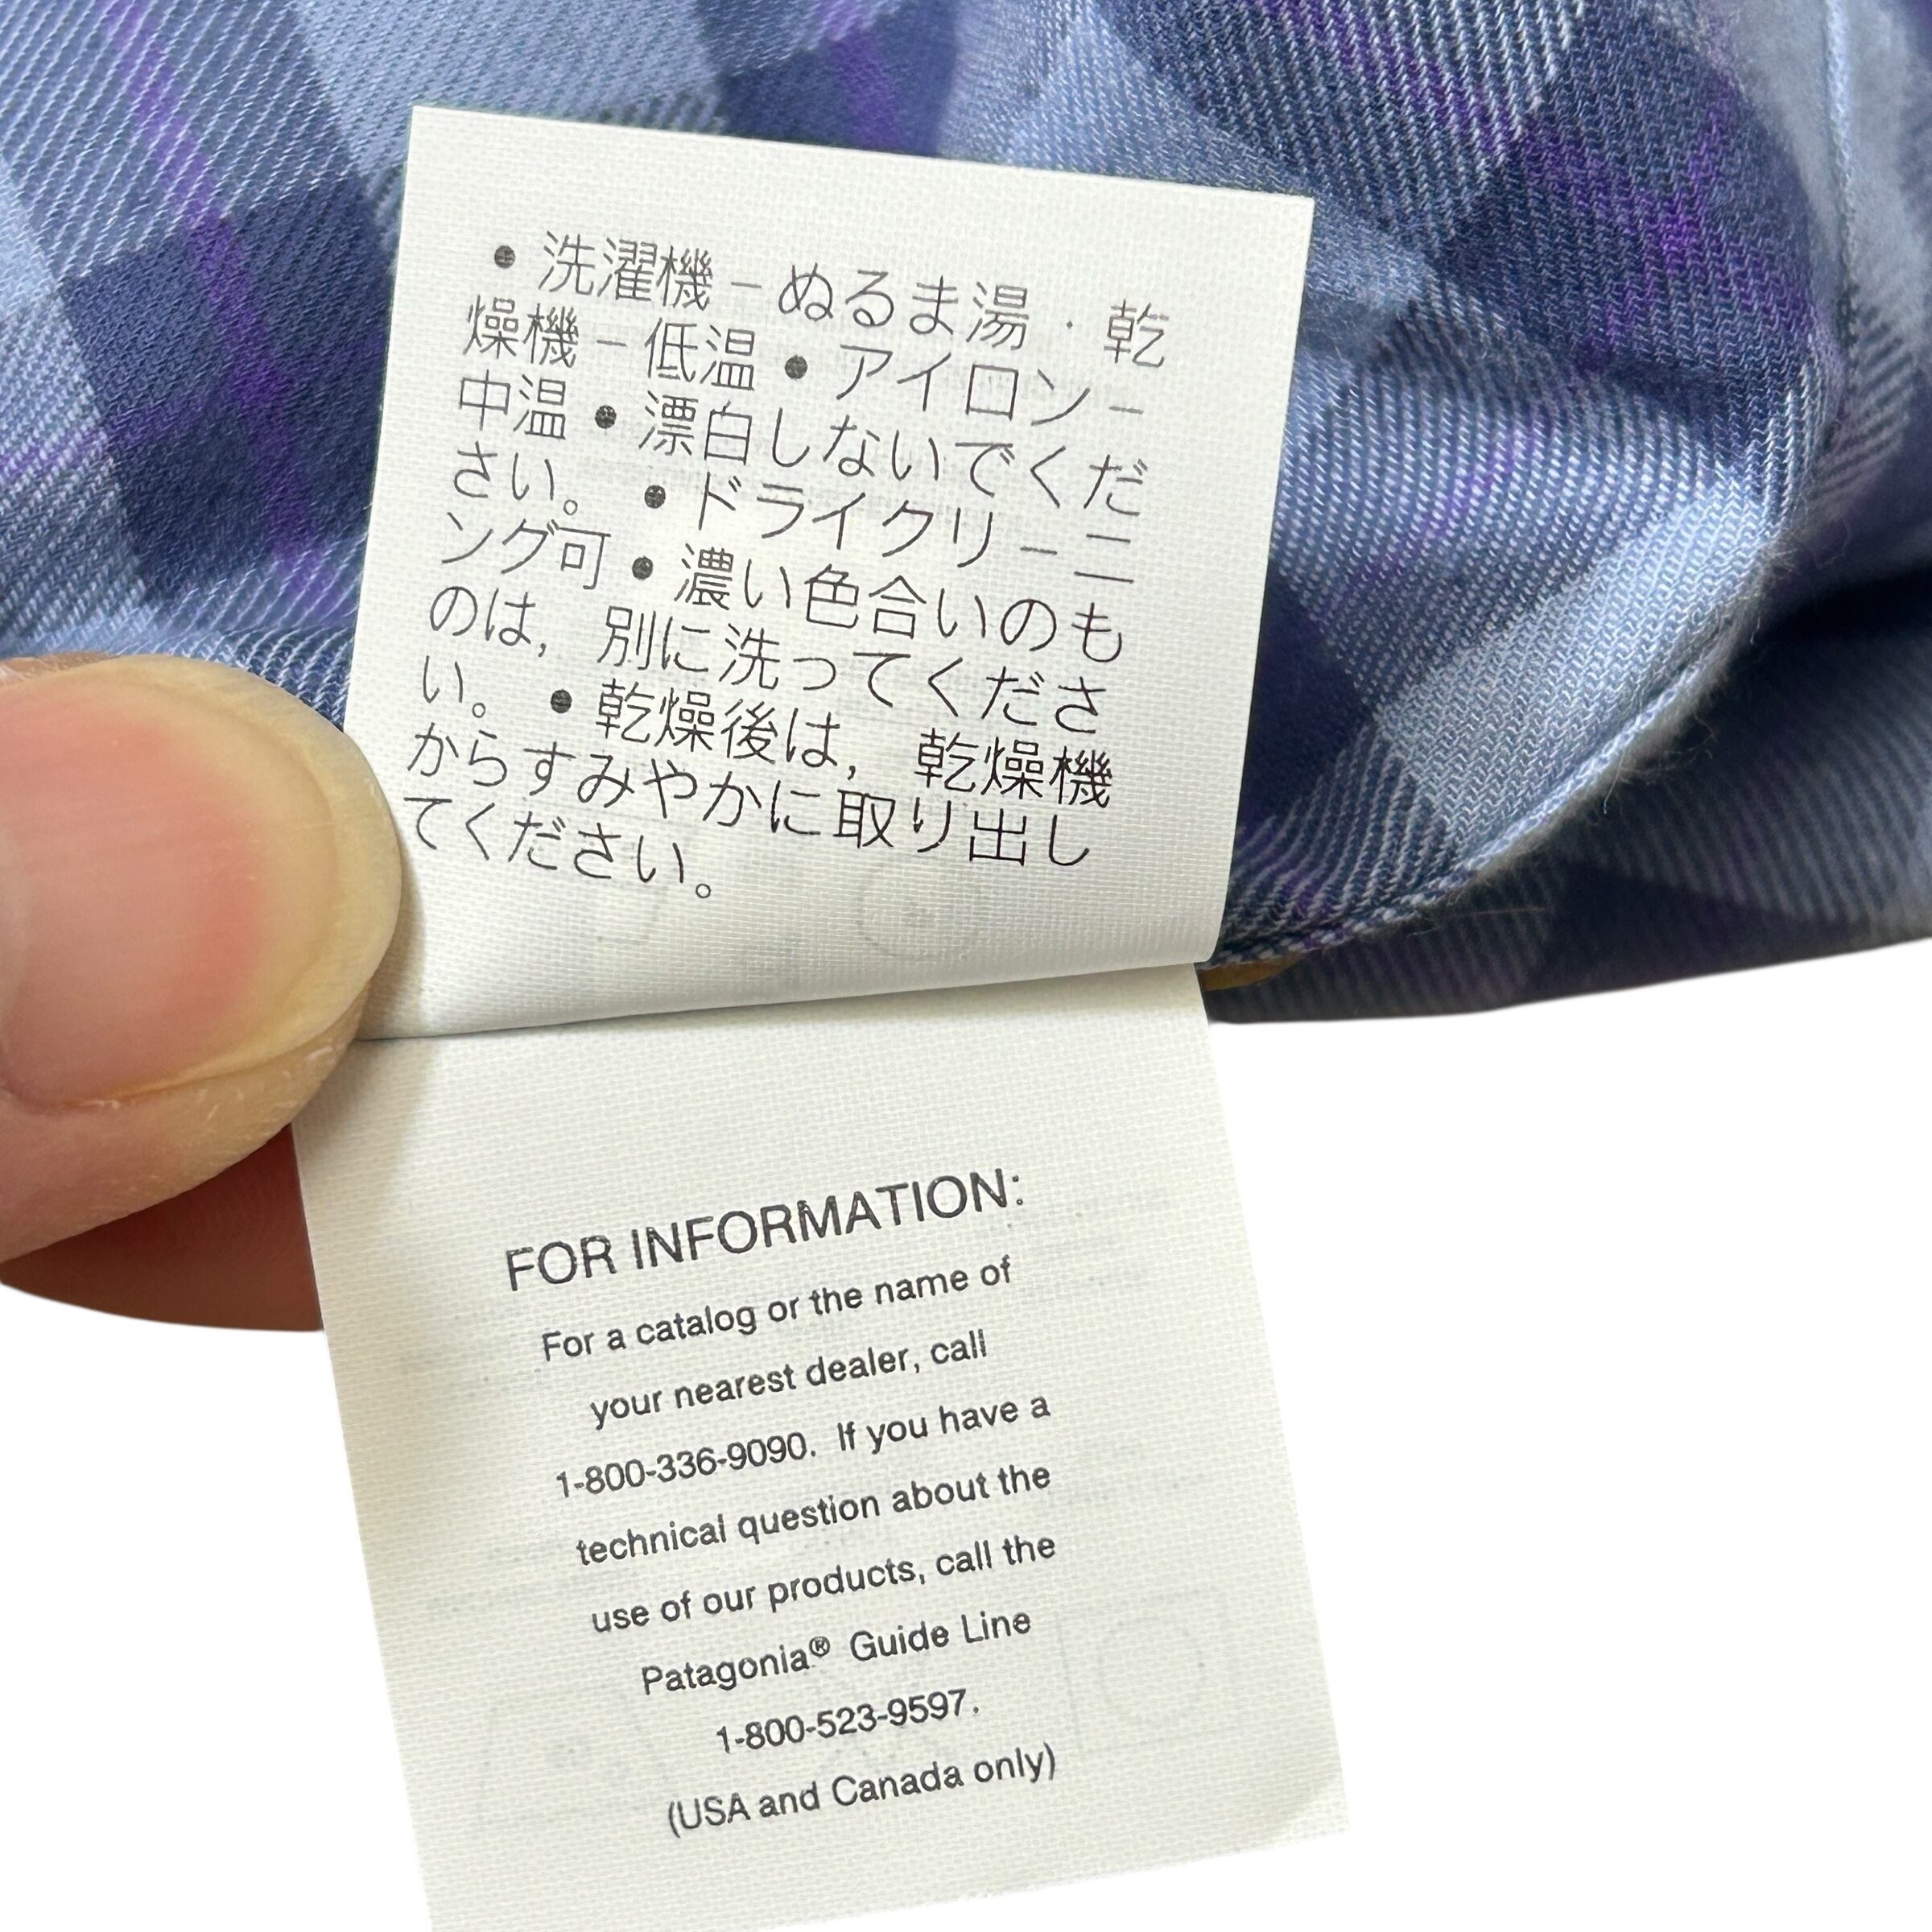 ● 洗濯機－ぬるま湯・乾
燥機－低温 ● アイロン－
中温 ● 漂白しないでくだ
さい。 ● ドライクリーニ
ング可 ● 濃い色合いのも
のは, 別に洗ってくださ
い。 ● 乾燥後は, 乾燥機
からすみやかに取り出し
てください。
FOR INFORMATION:
For a catalog or the name of
your nearest dealer, call
1-800-336-9090. If you have a
technical question about the
use of our products, call the
Patagonia® Guide Line
1-800-523-9597.
(USA and Canada only)